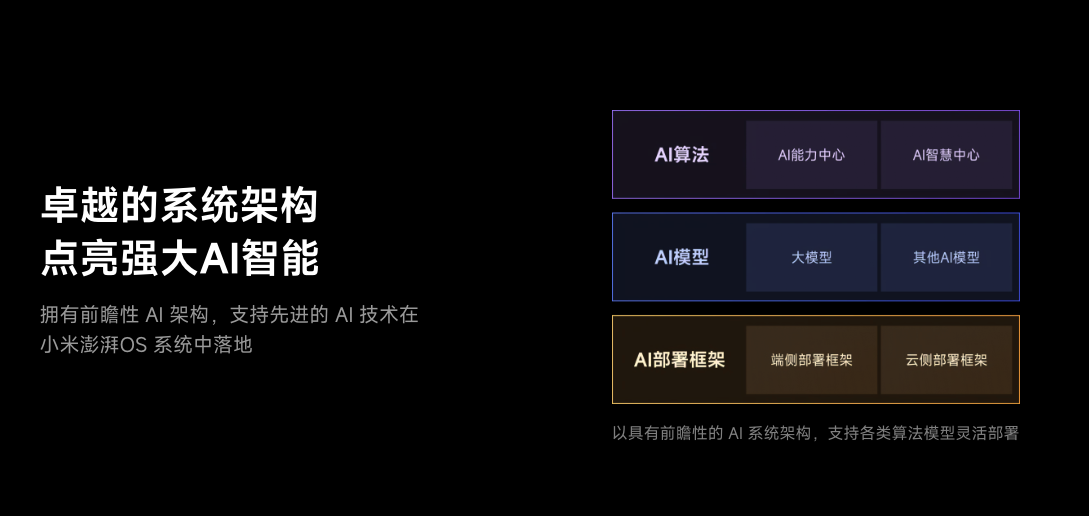 卓越的系统架构
点亮强大AI智能
拥有前瞻性 AI 架构，支持先进的 AI 技术在
小米澎湃OS 系统中落地
AI算法
AI能力中心
AI智慧中心
AI模型
大模型
其他AI模型
AI部署框架
端侧部署框架
云侧部署框架
以具有前瞻性的 AI 系统架构，支持各类算法模型灵活部署